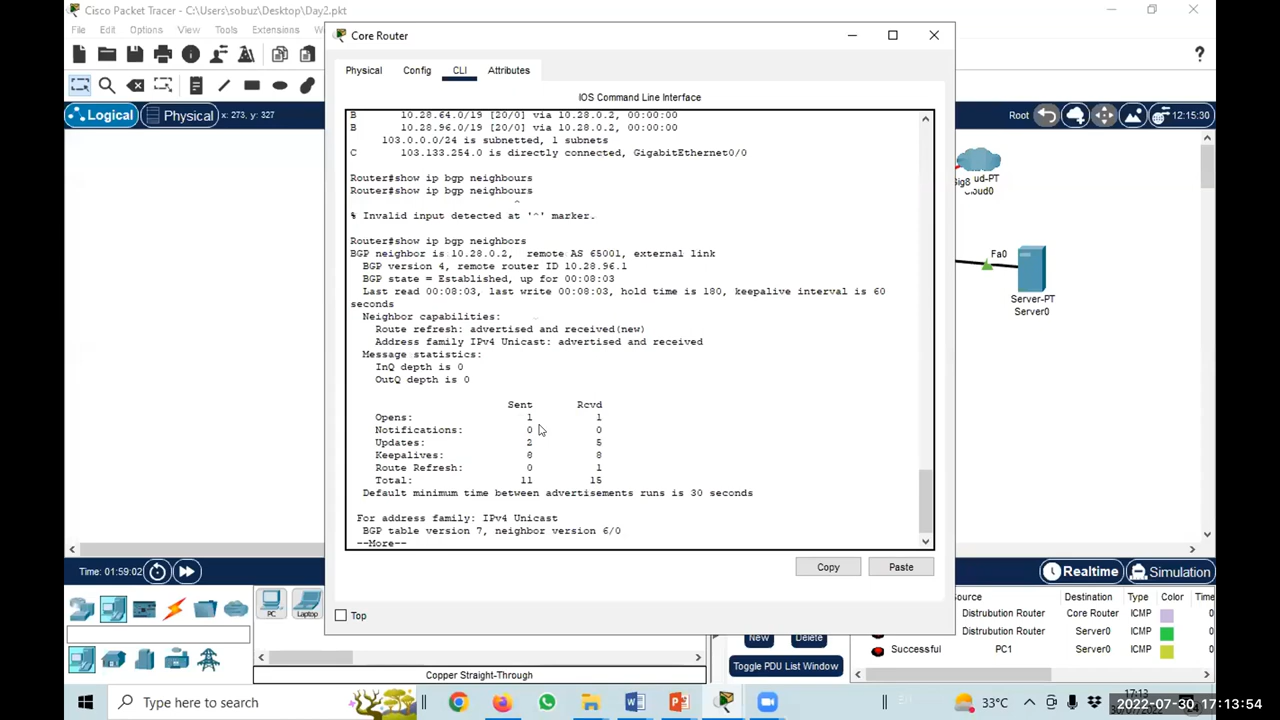 Cisco Packet Tracer - C:\Users\sobuz\Desktop\Day2.pkt
File Edit Options View Tools Extensions
Core Router
Physical Config CLI Attributes
IOS Command Line Interface
Logical Physical x: 273, y: 327
Root 12:15:30
B 10.28.64.0/19 [20/0] via 10.28.0.2, 00:00:00
B 10.28.96.0/19 [20/0] via 10.28.0.2, 00:00:00
103.0.0.0/24 is subnetted, 1 subnets
C 103.133.254.0 is directly connected, GigabitEthernet0/0
Router#show ip bgp neighbours
Router#show ip bgp neighbours
^
% Invalid input detected at '^' marker.
Router#show ip bgp neighbors
BGP neighbor is 10.28.0.2, remote AS 65001, external link
BGP version 4, remote router ID 10.28.96.1
BGP state = Established, up for 00:08:03
Last read 00:08:03, last write 00:08:03, hold time is 180, keepalive interval is 60
seconds
Neighbor capabilities:
Route refresh: advertised and received(new)
Address family IPv4 Unicast: advertised and received
Message statistics:
InQ depth is 0
OutQ depth is 0
Sent Rcvd
Opens: 1 1
Notifications: 0 0
Updates: 2 5
Keepalives: 8 8
Route Refresh: 0 1
Total: 11 15
Default minimum time between advertisements runs is 30 seconds
For address family: IPv4 Unicast
BGP table version 7, neighbor version 6/0
--More--
Copy Paste
Top
Gig8 ud-PT
Cloud0
Fa0
Server-PT
Server0
Time: 01:59:02
Realtime Simulation
PC Laptop
Copper Straight-Through
New Delete
Toggle PDU List Window
Source Destination Type Color Time
Distrubution Router Core Router ICMP 0
Distrubution Router Server0 ICMP 0
Successful PC1 Server0 ICMP 0
Type here to search
33°C
17:13
2022-07-30 17:13:54